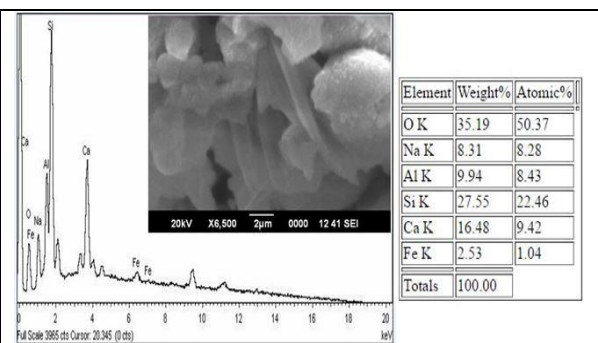 Si
Ca
Al
O
Fe
Na
Ca
Fe
Fe
0 2 4 6 8 10 12 14 16 18 20
Full Scale 3965 cts Cursor: 20.345 (0 cts) keV
20kV X6,500 2µm 0000 12 41 SEI
Element Weight% Atomic%
O K 35.19 50.37
Na K 8.31 8.28
Al K 9.94 8.43
Si K 27.55 22.46
Ca K 16.48 9.42
Fe K 2.53 1.04
Totals 100.00